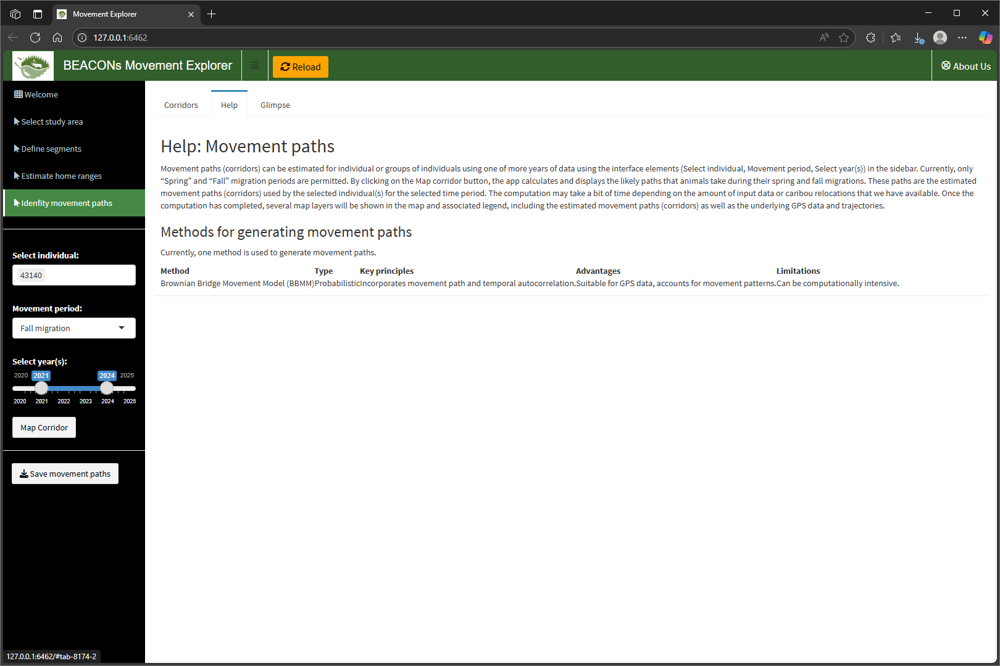 Movement Explorer
127.0.0.1:6462
BEACONs Movement Explorer
Reload
About Us
Welcome
Select study area
Define segments
Estimate home ranges
Idenfity movement paths
Select individual:
43140
Movement period:
Fall migration
Select year(s):
2020 2021 2024 2025
2020 2021 2022 2023 2024 2025
Map Corridor
Save movement paths
Corridors Help Glimpse
Help: Movement paths
Movement paths (corridors) can be estimated for individual or groups of individuals using one of more years of data using the interface elements (Select individual, Movement period, Select year(s)) in the sidebar. Currently, only
“Spring” and “Fall” migration periods are permitted. By clicking on the Map corridor button, the app calculates and displays the likely paths that animals take during their spring and fall migrations. These paths are the estimated
movement paths (corridors) used by the selected individual(s) for the selected time period. The computation may take a bit of time depending on the amount of input data or caribou relocations that we have available. Once the
computation has completed, several map layers will be shown in the map and associated legend, including the estimated movement paths (corridors) as well as the underlying GPS data and trajectories.
Methods for generating movement paths
Currently, one method is used to generate movement paths.
Method Type Key principles Advantages Limitations
Brownian Bridge Movement Model (BBMM) Probabilistic Incorporates movement path and temporal autocorrelation. Suitable for GPS data, accounts for movement patterns. Can be computationally intensive.
127.0.0.1:6462/#tab-8174-2